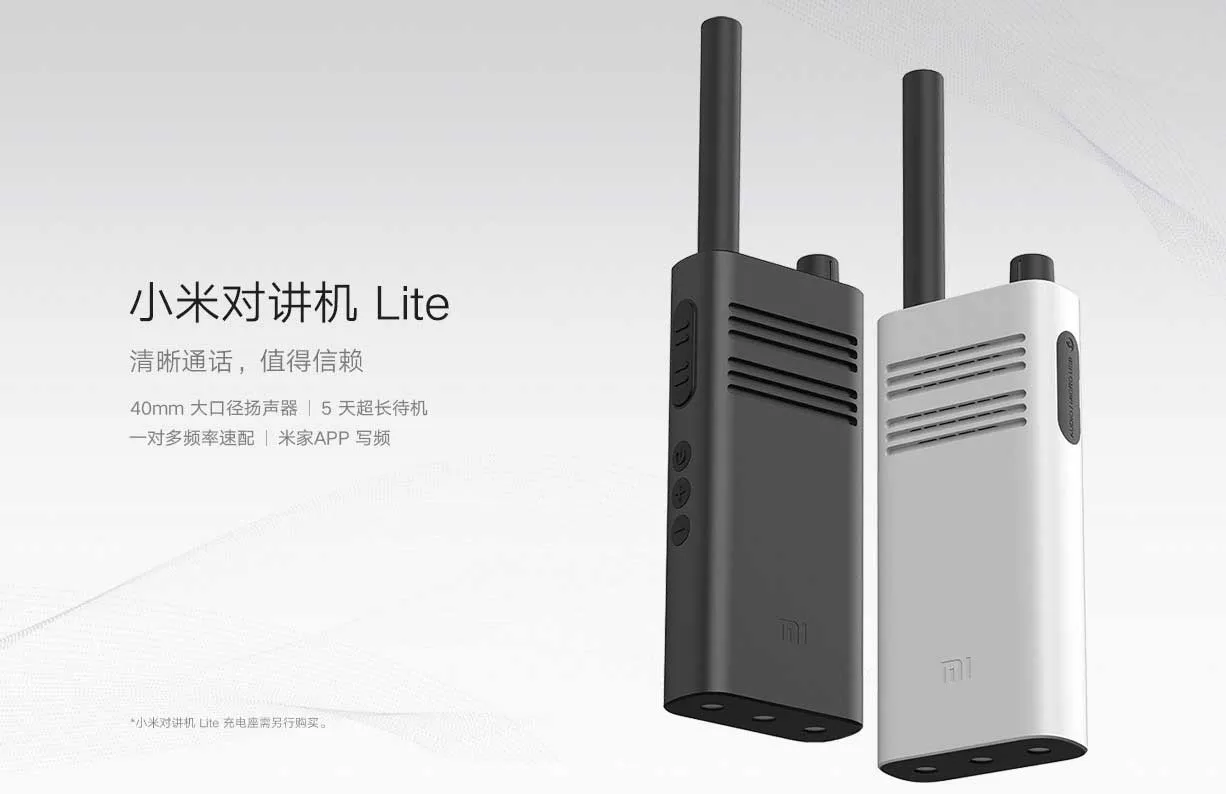 小米对讲机 Lite
清晰通话，值得信赖
40mm 大口径扬声器｜5 天超长待机
一对多频率速配｜米家APP 写频
*小米对讲机 Lite 充电座需另行购买。